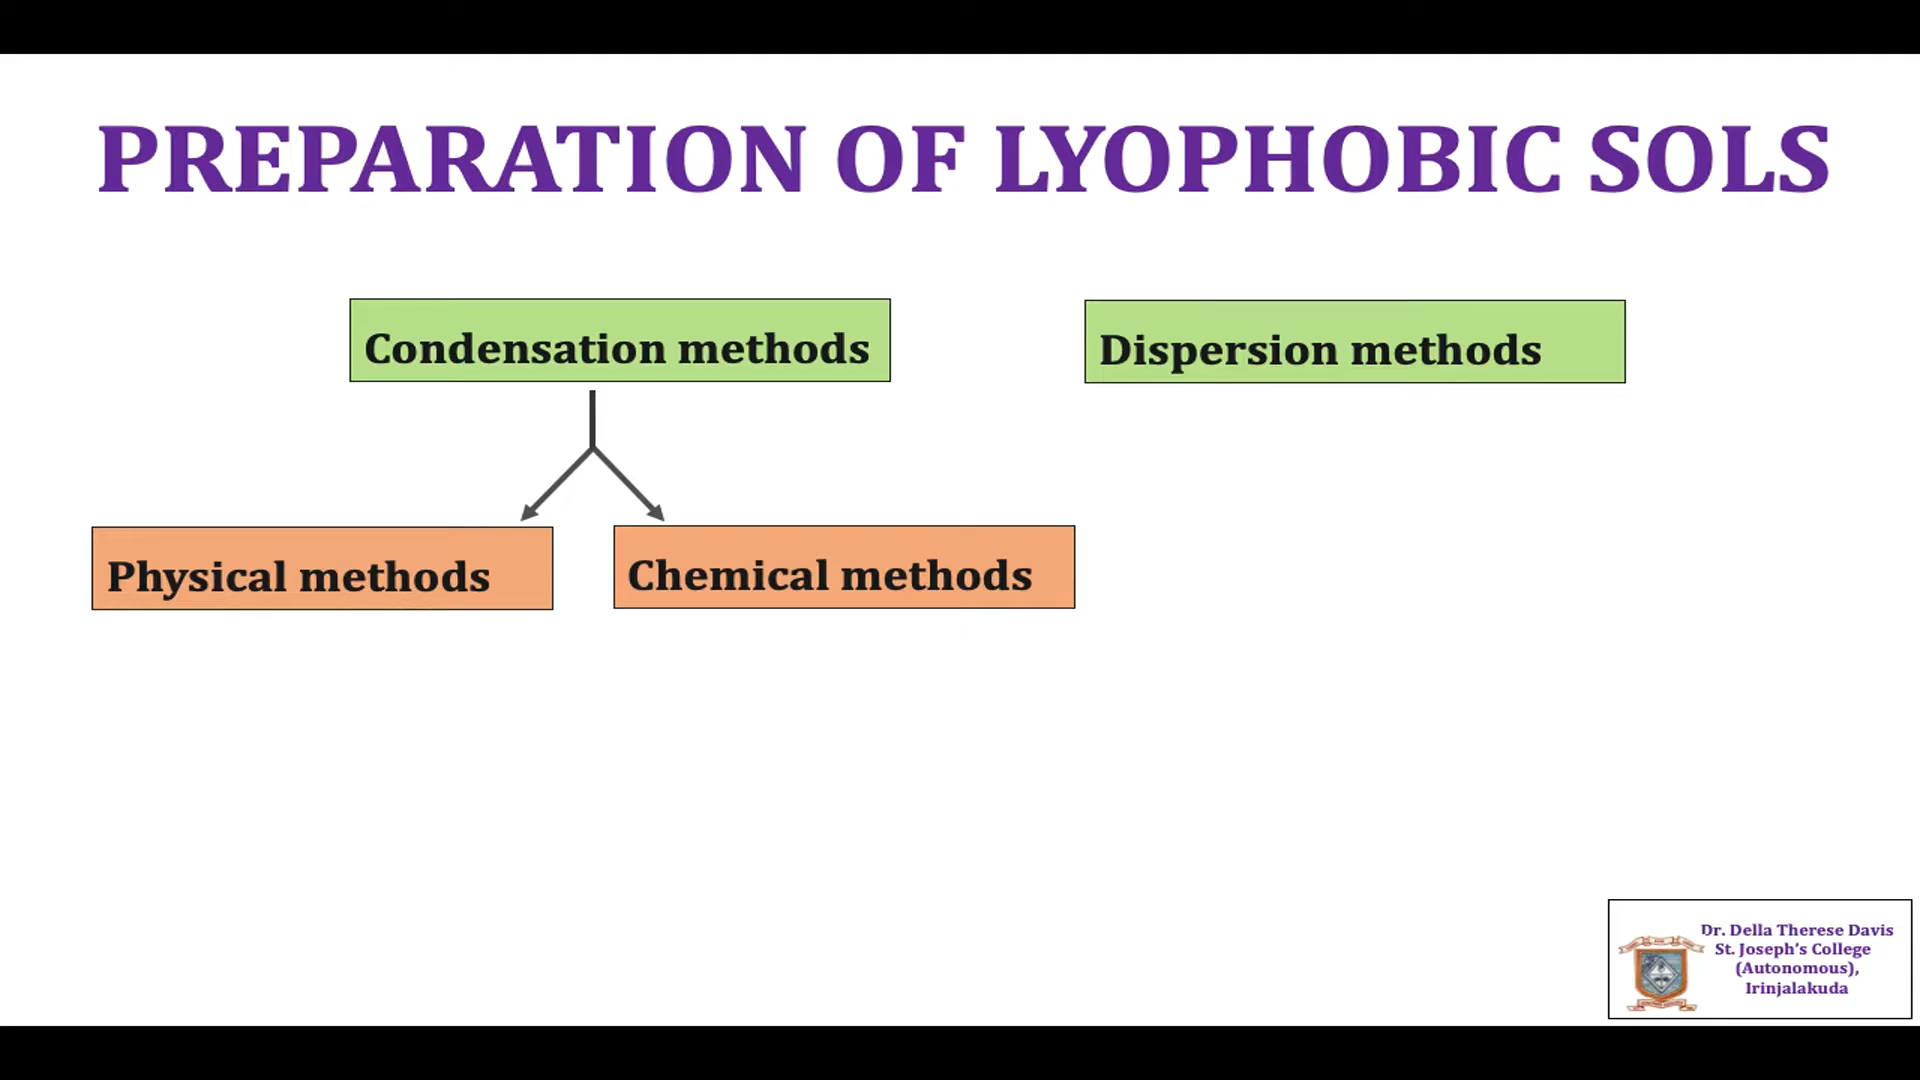 PREPARATION OF LYOPHOBIC SOLS
Condensation methods
Dispersion methods
Physical methods
Chemical methods
Dr. Della Therese Davis
St. Joseph's College
(Autonomous),
Irinjalakuda